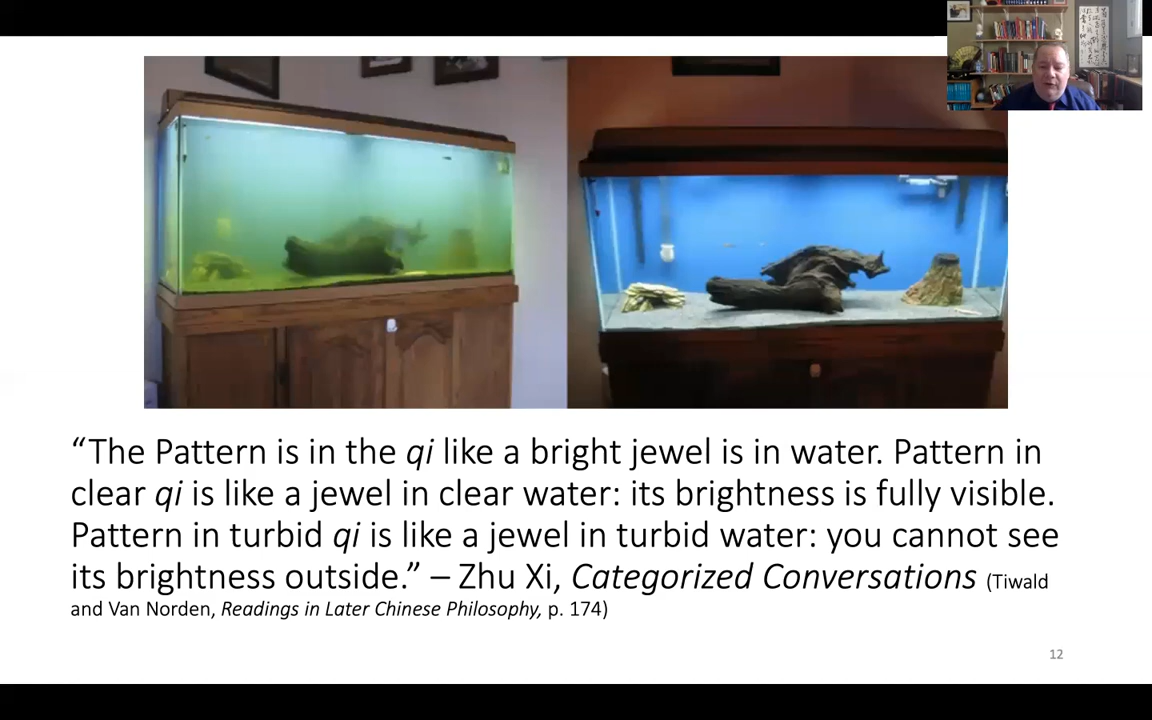 “The Pattern is in the qi like a bright jewel is in water. Pattern in
clear qi is like a jewel in clear water: its brightness is fully visible.
Pattern in turbid qi is like a jewel in turbid water: you cannot see
its brightness outside.” – Zhu Xi, Categorized Conversations (Tiwald
and Van Norden, Readings in Later Chinese Philosophy, p. 174)
12